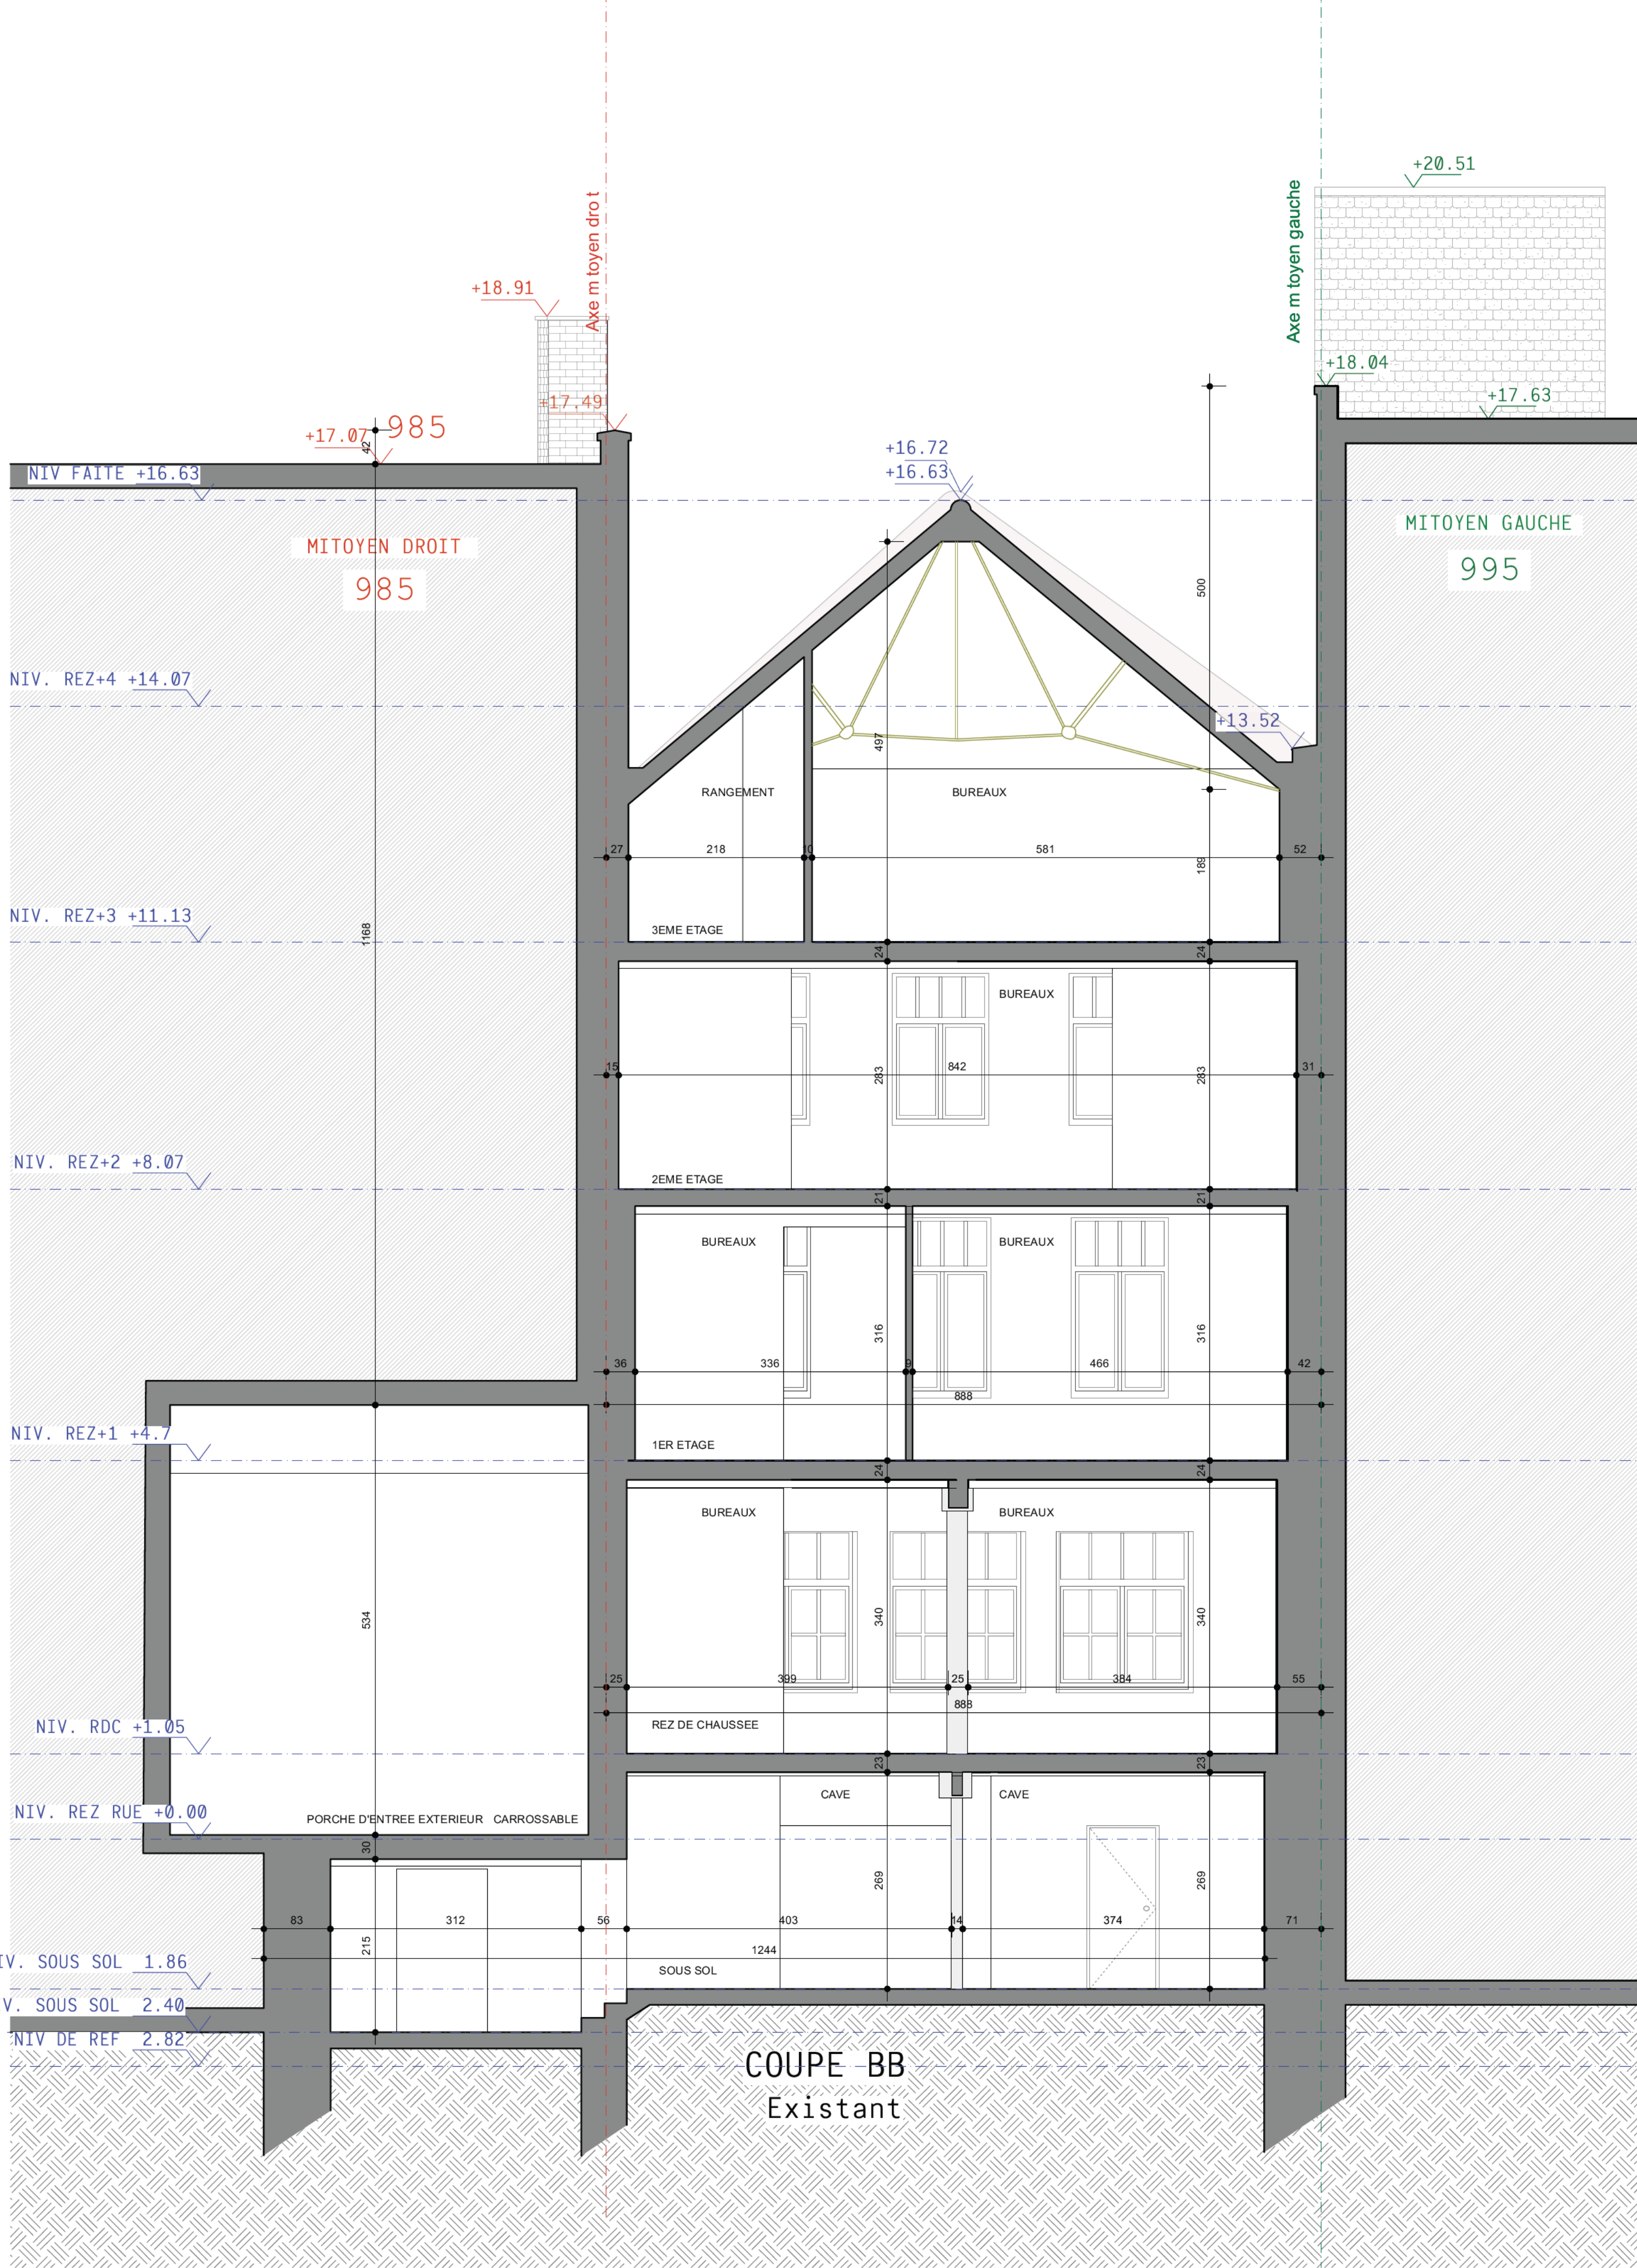 +20.51
Axe m toyen dro t
Axe m toyen gauche
+18.91
+18.04
+17.63
+17.49
985
+17.07
42
+16.72
+16.63
NIV FAITE +16.63
MITOYEN GAUCHE
995
MITOYEN DROIT
985
500
NIV. REZ+4 +14.07
+13.52
497
RANGEMENT
BUREAUX
27
218
10
581
52
189
NIV. REZ+3 +11.13
3EME ETAGE
1168
24
24
BUREAUX
15
283
842
283
31
NIV. REZ+2 +8.07
2EME ETAGE
21
21
BUREAUX
BUREAUX
316
316
36
336
9
466
42
888
NIV. REZ+1 +4.7
1ER ETAGE
24
24
BUREAUX
BUREAUX
534
340
340
25
399
25
384
55
888
NIV. RDC +1.05
REZ DE CHAUSSEE
23
23
CAVE
CAVE
NIV. REZ RUE +0.00
PORCHE D'ENTREE EXTERIEUR CARROSSABLE
30
269
269
83
312
56
403
14
374
71
215
1244
IV. SOUS SOL 1.86
SOUS SOL
V. SOUS SOL 2.40
NIV DE REF 2.82
COUPE BB
Existant